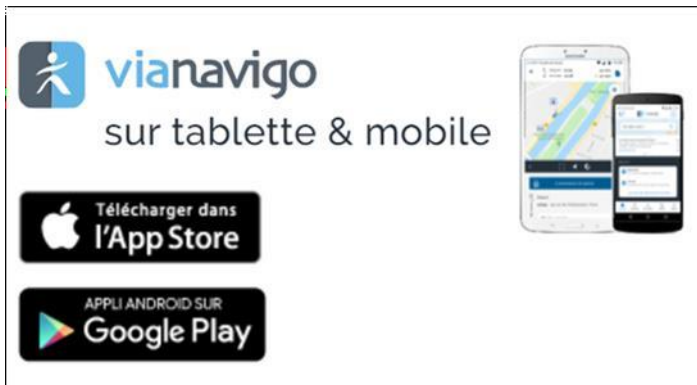 vianavigo
sur tablette & mobile
Télécharger dans
l'App Store
APPLI ANDROID SUR
Google Play